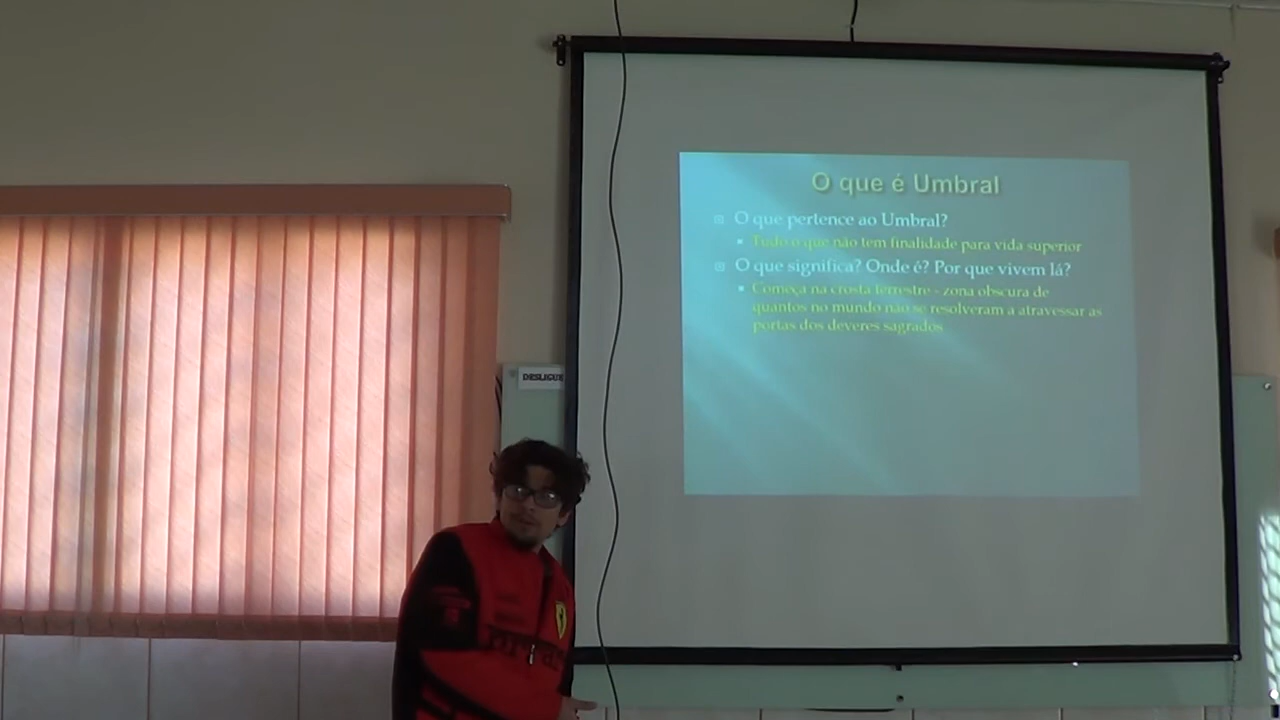 O que é Umbral
O que pertence ao Umbral?
Tudo o que não tem finalidade para vida superior
O que significa? Onde é? Por que vivem lá?
Começa na crosta terrestre - zona obscura de
quantos no mundo não se resolveram a atravessar as
portas dos deveres sagrados
DESLIGUE
Ferrari